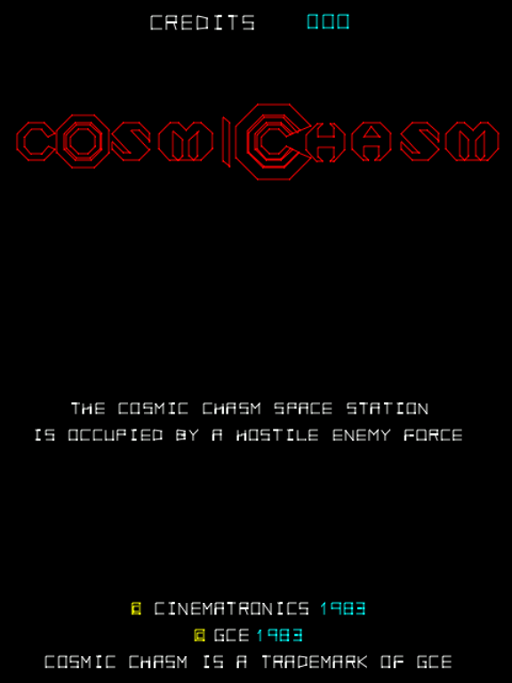 CREDITS 000
COSMIC CHASM
THE COSMIC CHASM SPACE STATION
IS OCCUPIED BY A HOSTILE ENEMY FORCE
© CINEMATRONICS 1983
© GCE 1983
COSMIC CHASM IS A TRADEMARK OF GCE